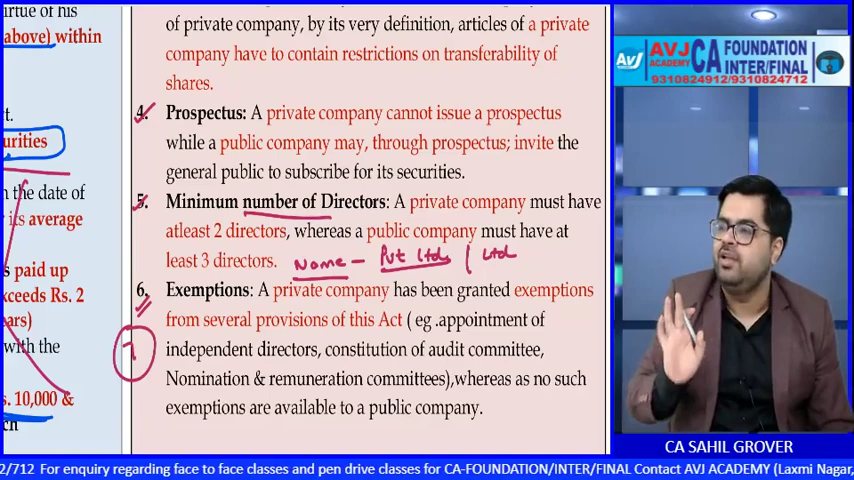 irtue of his
above) within
ct.
urities
n the date of
r its average
s paid up
xceeds Rs. 2
ears)
with the
s. 10,000 &
ch
of private company, by its very definition, articles of a private
company have to contain restrictions on transferability of
shares.
4. Prospectus: A private company cannot issue a prospectus
while a public company may, through prospectus; invite the
general public to subscribe for its securities.
5. Minimum number of Directors: A private company must have
atleast 2 directors, whereas a public company must have at
least 3 directors.
Name - Pvt Ltd | Ltd
6. Exemptions: A private company has been granted exemptions
from several provisions of this Act ( eg .appointment of
independent directors, constitution of audit committee,
Nomination & remuneration committees),whereas as no such
exemptions are available to a public company.
7
AVJ
AVJ
ACADEMY
CA
FOUNDATION
INTER/FINAL
9310824912/9310824712
CA SAHIL GROVER
2/712 For enquiry regarding face to face classes and pen drive classes for CA-FOUNDATION/INTER/FINAL Contact AVJ ACADEMY (Laxmi Nagar,